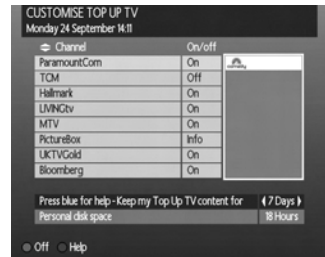 CUSTOMISE TOP UP TV
Monday 24 September 14:11
Channel On/off
ParamountCom On
TCM Off
Hallmark On
LIVINGtv On
MTV On
PictureBox Info
UKTVGold On
Bloomberg On
Press blue for help - Keep my Top Up TV content for 7 Days
Personal disk space 18 Hours
Off Help